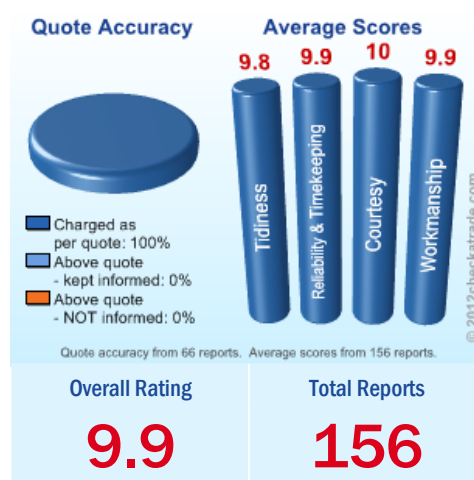 Quote Accuracy
Average Scores
9.8
9.9
10
9.9
Tidiness
Reliability & Timekeeping
Courtesy
Workmanship
Charged as
per quote: 100%
Above quote
- kept informed: 0%
Above quote
- NOT informed: 0%
© 2012checkatrade.com
Quote accuracy from 66 reports. Average scores from 156 reports.
Overall Rating
Total Reports
9.9
156